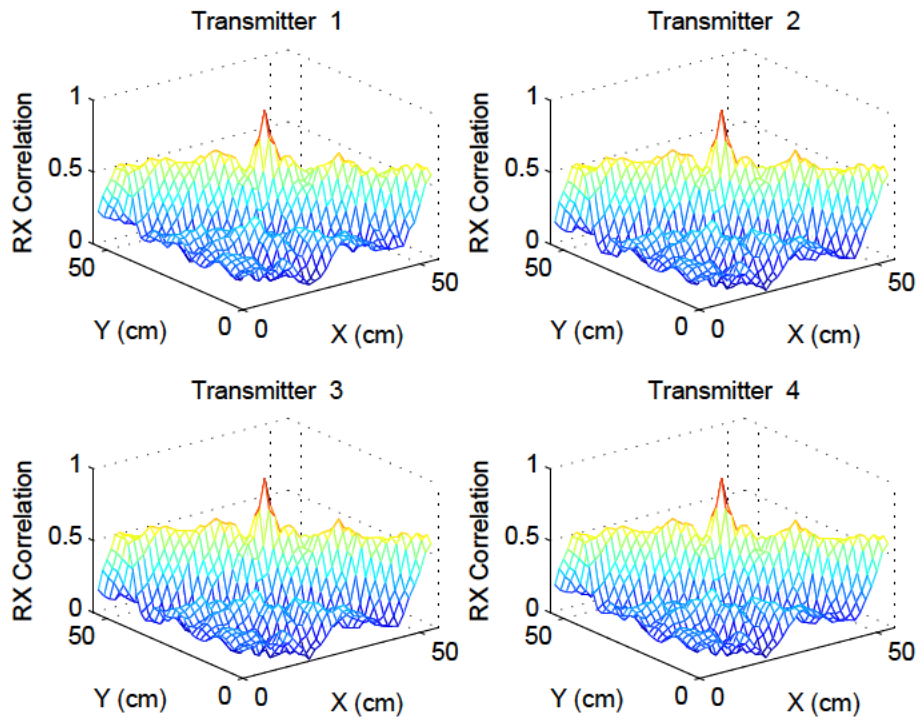 Transmitter 1
1
0.5
0
RX Correlation
50
Y (cm)
0
0
X (cm)
50
Transmitter 2
1
0.5
0
RX Correlation
50
Y (cm)
0
0
X (cm)
50
Transmitter 3
1
0.5
0
RX Correlation
50
Y (cm)
0
0
X (cm)
50
Transmitter 4
1
0.5
0
RX Correlation
50
Y (cm)
0
0
X (cm)
50